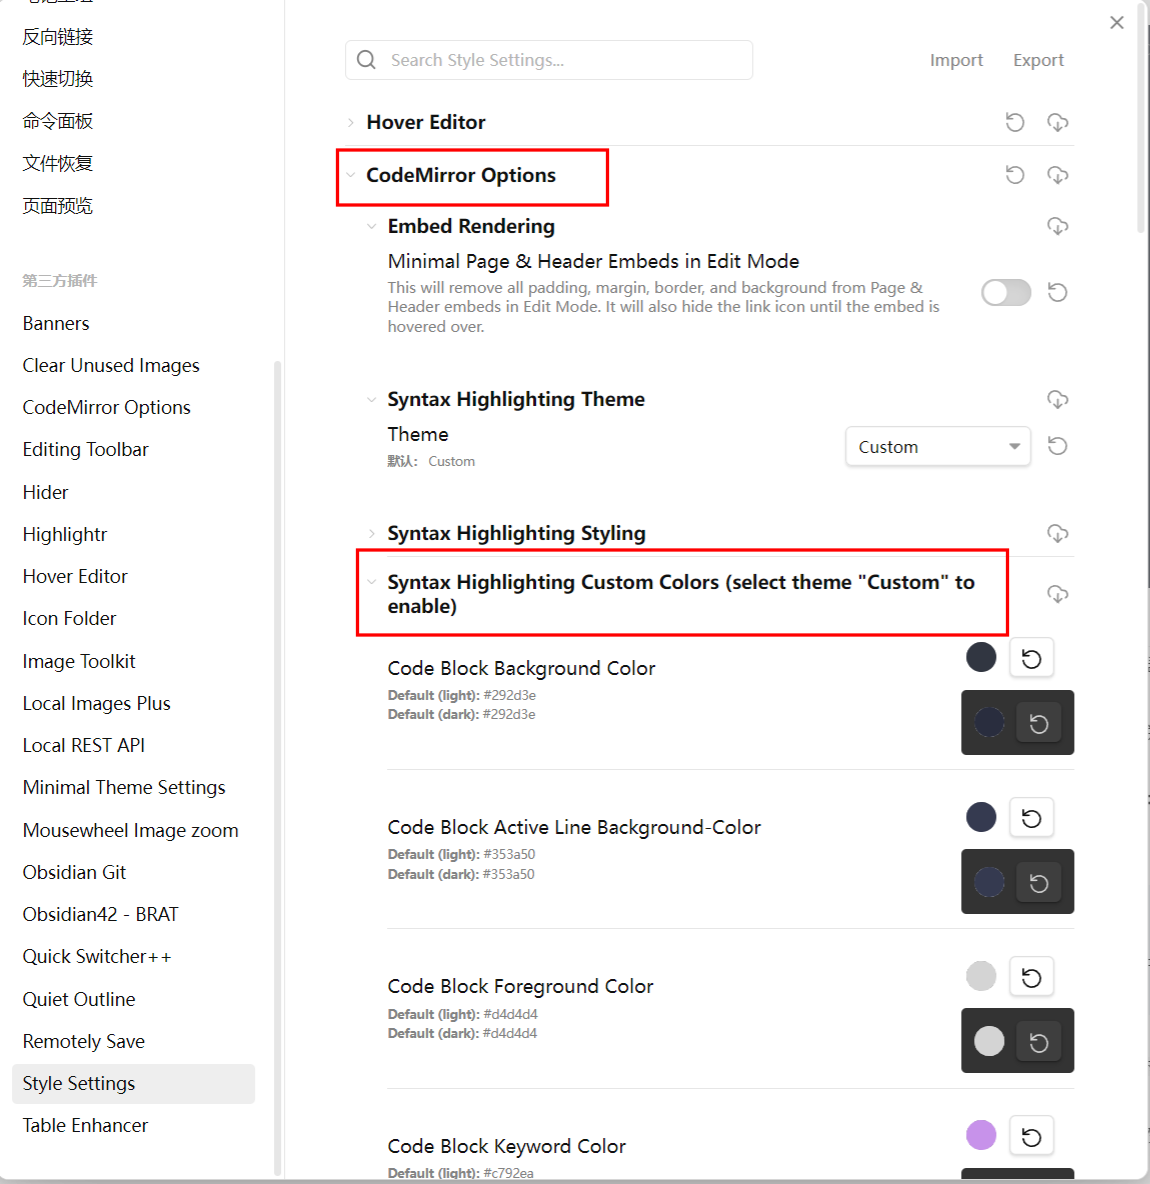 反向链接
快速切换
命令面板
文件恢复
页面预览
第三方插件
Banners
Clear Unused Images
CodeMirror Options
Editing Toolbar
Hider
Highlightr
Hover Editor
Icon Folder
Image Toolkit
Local Images Plus
Local REST API
Minimal Theme Settings
Mousewheel Image zoom
Obsidian Git
Obsidian42 - BRAT
Quick Switcher++
Quiet Outline
Remotely Save
Style Settings
Table Enhancer
Search Style Settings...
Import
Export
Hover Editor
CodeMirror Options
Embed Rendering
Minimal Page & Header Embeds in Edit Mode
This will remove all padding, margin, border, and background from Page &
Header embeds in Edit Mode. It will also hide the link icon until the embed is
hovered over.
Syntax Highlighting Theme
Theme
默认: Custom
Custom
Syntax Highlighting Styling
Syntax Highlighting Custom Colors (select theme "Custom" to
enable)
Code Block Background Color
Default (light): #292d3e
Default (dark): #292d3e
Code Block Active Line Background-Color
Default (light): #353a50
Default (dark): #353a50
Code Block Foreground Color
Default (light): #d4d4d4
Default (dark): #d4d4d4
Code Block Keyword Color
Default (light): #c792ea